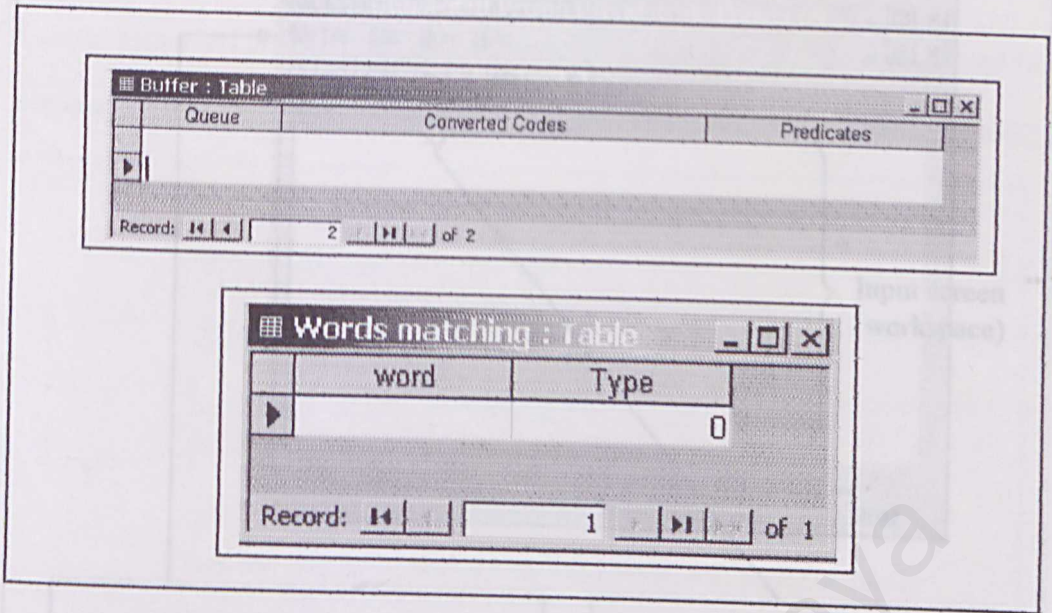 Buffer : Table
Queue Converted Codes Predicates
Record: 2 of 2
Input screen
(workspace)
Words matching : Table
word Type
0
Record: 1 of 1